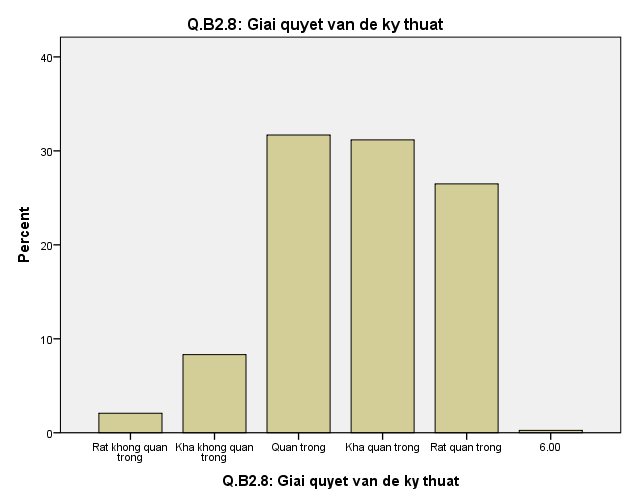 Q.B2.8: Giai quyet van de ky thuat
40
30
20
10
0
Percent
Rat khong quan
trong
Kha khong quan
trong
Quan trong
Kha quan trong
Rat quan trong
6.00
Q.B2.8: Giai quyet van de ky thuat